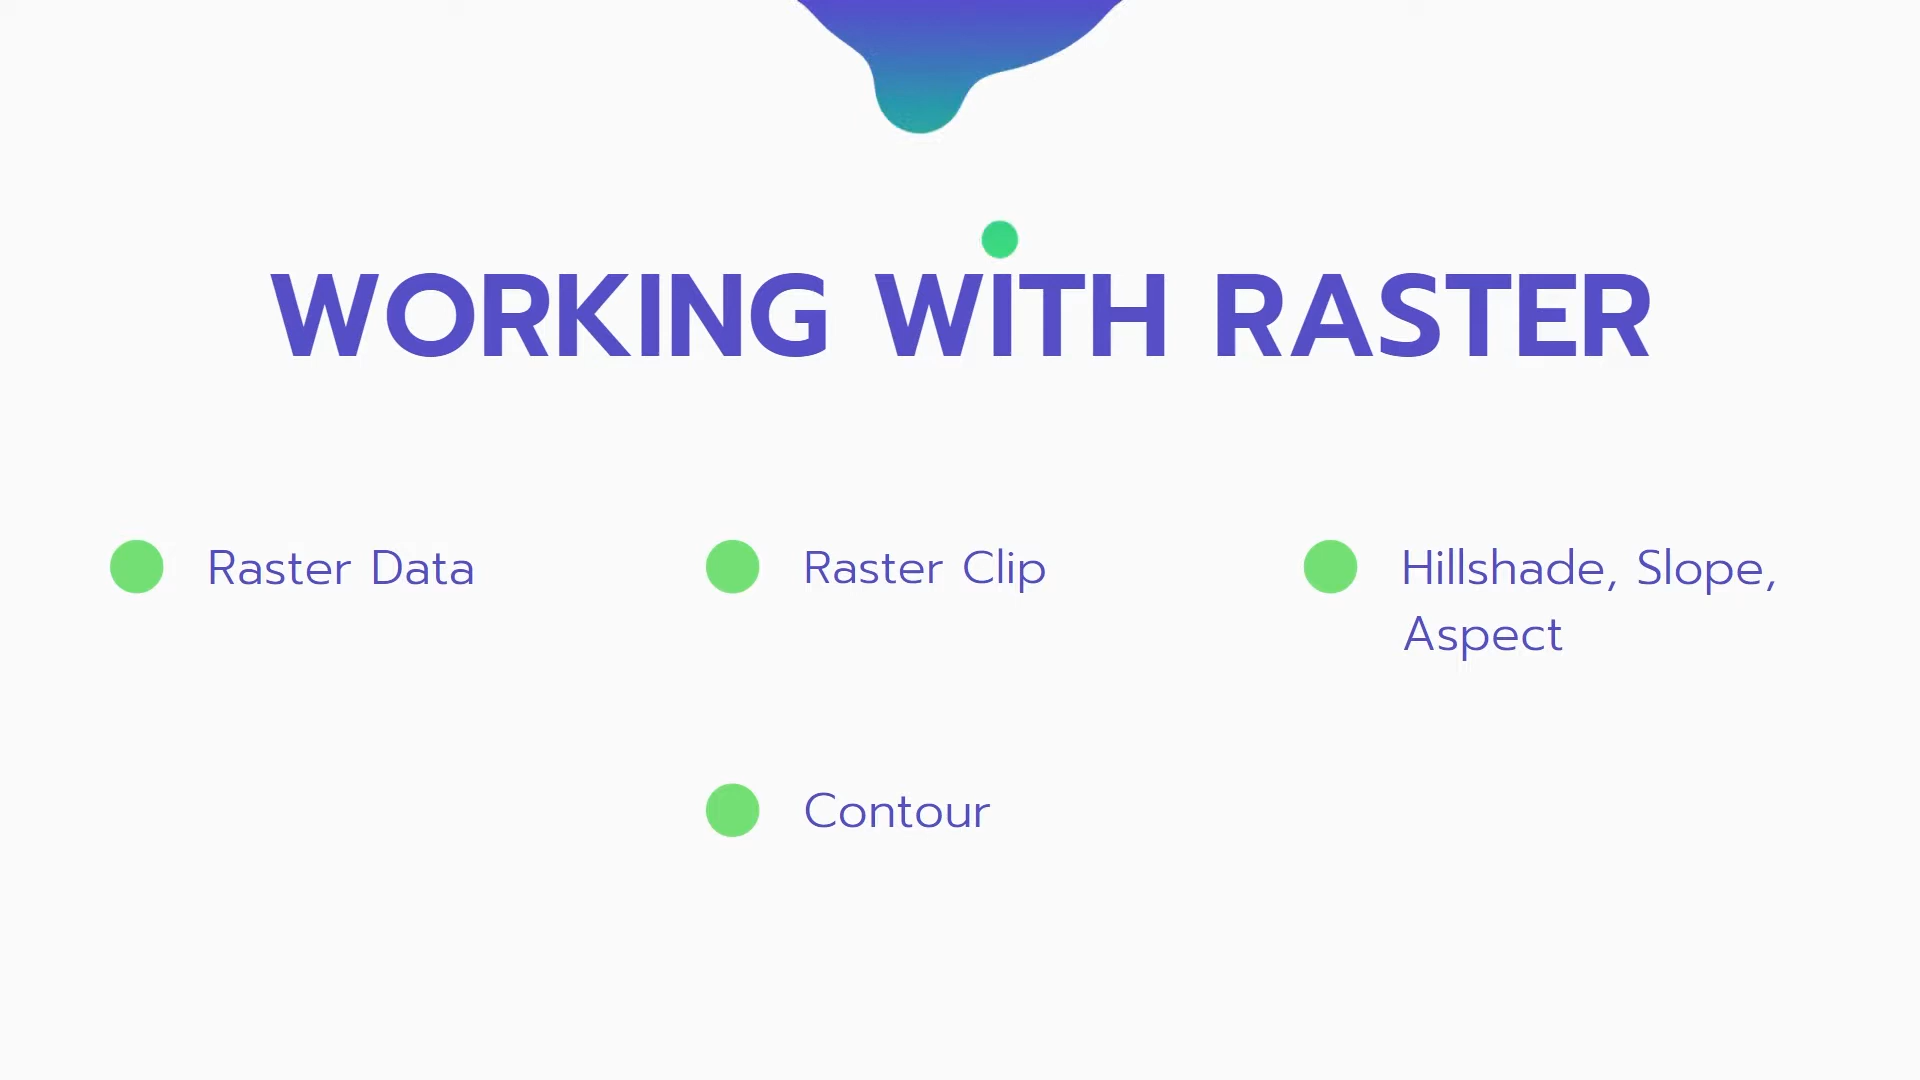 WORKING WITH RASTER
Raster Data
Raster Clip
Hillshade, Slope,
Aspect
Contour